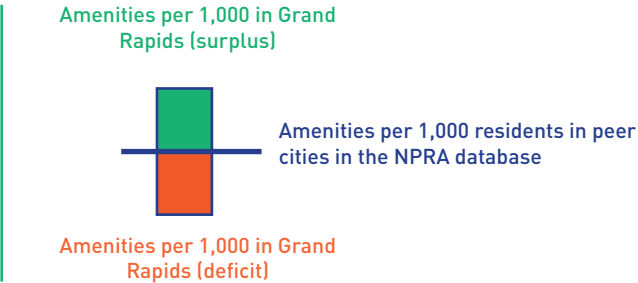 Amenities per 1,000 in Grand
Rapids (surplus)
Amenities per 1,000 residents in peer
cities in the NPRA database
Amenities per 1,000 in Grand
Rapids (deficit)